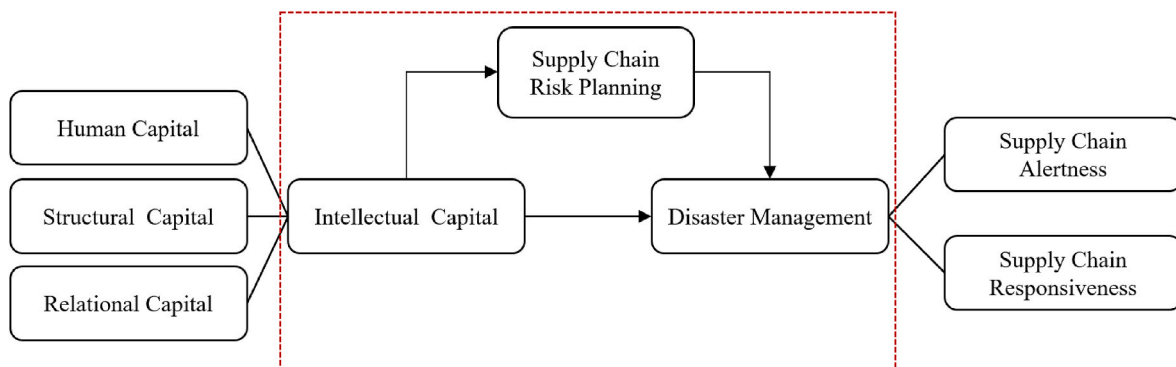 Supply Chain
Risk Planning
Human Capital
Structural  Capital
Relational Capital
Intellectual  Capital
Disaster Management
Supply Chain
Alertness
Supply Chain
Responsiveness